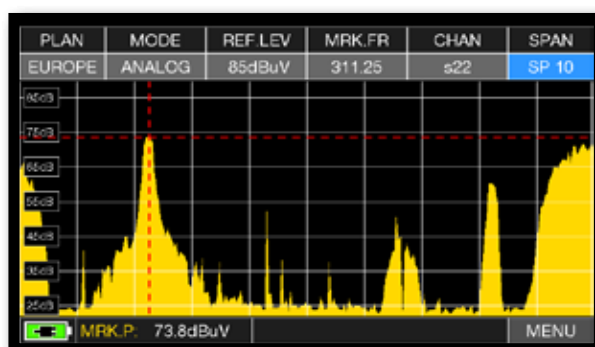 PLAN MODE REF.LEV MRK.FR CHAN SPAN
EUROPE ANALOG 85dBuV 311.25 s22 SP 10
85dB
75dB
65dB
55dB
45dB
35dB
25dB
MRK.P: 73.8dBuV MENU